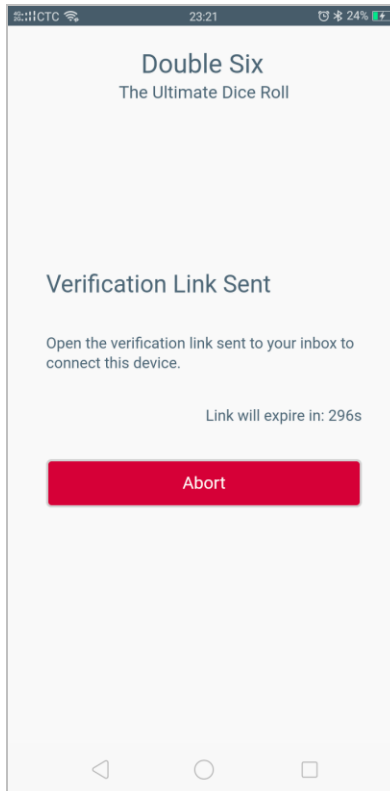 CTC 23:21 24%
Double Six
The Ultimate Dice Roll
Verification Link Sent
Open the verification link sent to your inbox to
connect this device.
Link will expire in: 296s
Abort